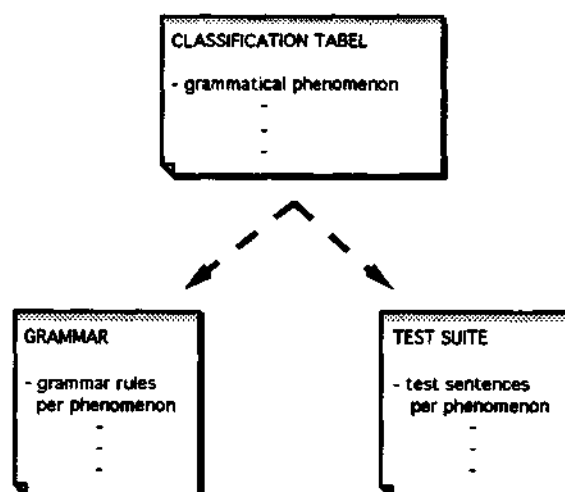 CLASSIFICATION TABEL
- grammatical phenomenon
-
-
-
GRAMMAR
- grammar rules
per phenomenon
-
-
-
TEST SUITE
- test sentences
per phenomenon
-
-
-